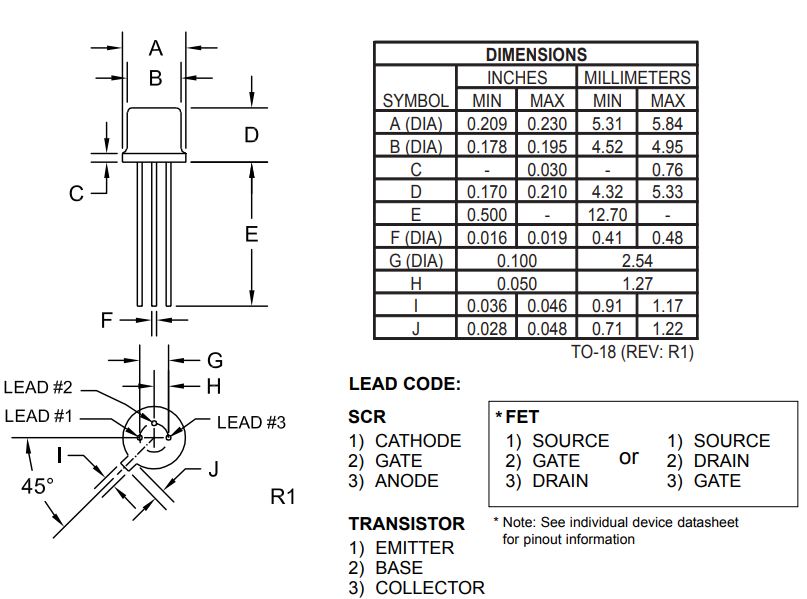 A
B
D
C
E
F
G
H
LEAD #2
LEAD #1
LEAD #3
I
J
45°
R1
DIMENSIONS
INCHES MILLIMETERS
SYMBOL MIN MAX MIN MAX
A (DIA) 0.209 0.230 5.31 5.84
B (DIA) 0.178 0.195 4.52 4.95
C - 0.030 - 0.76
D 0.170 0.210 4.32 5.33
E 0.500 - 12.70 -
F (DIA) 0.016 0.019 0.41 0.48
G (DIA) 0.100 2.54
H 0.050 1.27
I 0.036 0.046 0.91 1.17
J 0.028 0.048 0.71 1.22
TO-18 (REV: R1)
LEAD CODE:
SCR
1) CATHODE
2) GATE
3) ANODE
* FET
1) SOURCE
2) GATE
3) DRAIN
or
1) SOURCE
2) DRAIN
3) GATE
* Note: See individual device datasheet
for pinout information
TRANSISTOR
1) EMITTER
2) BASE
3) COLLECTOR